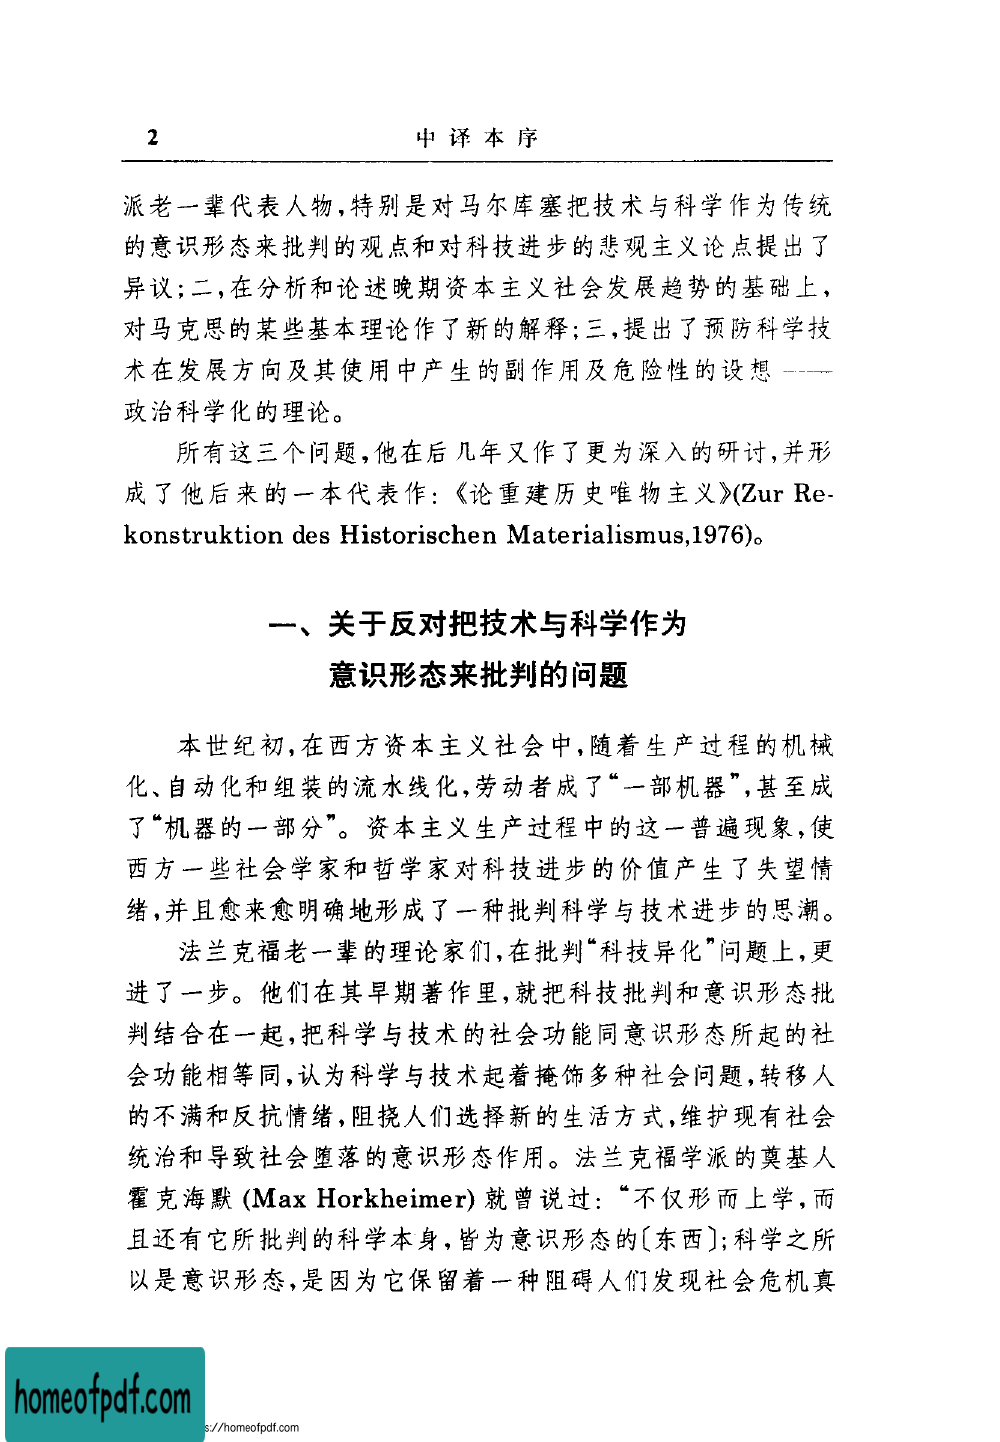 2 中译本序
派老一辈代表人物,特别是对马尔库塞把技术与科学作为传统
的意识形态来批判的观点和对科技进步的悲观主义论点提出了
异议;二,在分析和论述晚期资本主义社会发展趋势的基础上,
对马克思的某些基本理论作了新的解释;三,提出了预防科学技
术在发展方向及其使用中产生的副作用及危险性的设想——
政治科学化的理论。
所有这三个问题,他在后几年又作了更为深入的研讨,并形
成了他后来的一本代表作:《论重建历史唯物主义》(Zur Re-
konstruktion des Historischen Materialismus,1976)。
一、关于反对把技术与科学作为
意识形态来批判的问题
本世纪初,在西方资本主义社会中,随着生产过程的机械
化、自动化和组装的流水线化,劳动者成了“一部机器”,甚至成
了“机器的一部分”。资本主义生产过程中的这一普遍现象,使
西方一些社会学家和哲学家对科技进步的价值产生了失望情
绪,并且愈来愈明确地形成了一种批判科学与技术进步的思潮。
法兰克福老一辈的理论家们,在批判“科技异化”问题上,更
进了一步。他们在其早期著作里,就把科技批判和意识形态批
判结合在一起,把科学与技术的社会功能同意识形态所起的社
会功能相等同,认为科学与技术起着掩饰多种社会问题,转移人
的不满和反抗情绪,阻挠人们选择新的生活方式,维护现有社会
统治和导致社会堕落的意识形态作用。法兰克福学派的奠基人
霍克海默 (Max Horkheimer) 就曾说过:“不仅形而上学,而
且还有它所批判的科学本身,皆为意识形态的〔东西〕;科学之所
以是意识形态,是因为它保留着一种阻碍人们发现社会危机真
homeofpdf.com
s://homeofpdf.com